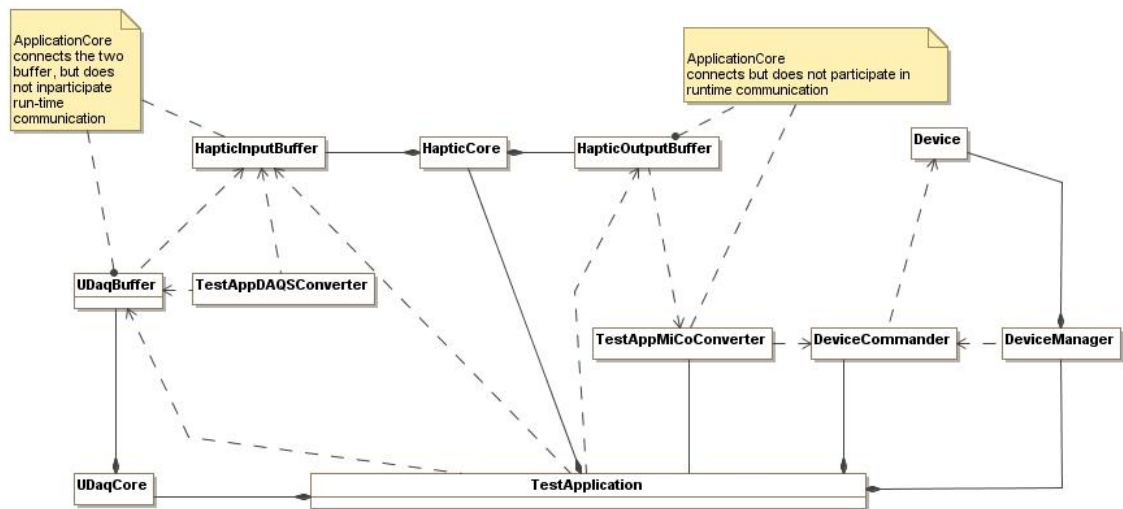 ApplicationCore
connects the two
buffer, but does
not inparticipate
run-time
communication
ApplicationCore
connects but does not participate in
runtime communication
HapticInputBuffer
HapticCore
HapticOutputBuffer
Device
UDaqBuffer
TestAppDAQSConverter
TestAppMiCoConverter
DeviceCommander
DeviceManager
UDaqCore
TestApplication